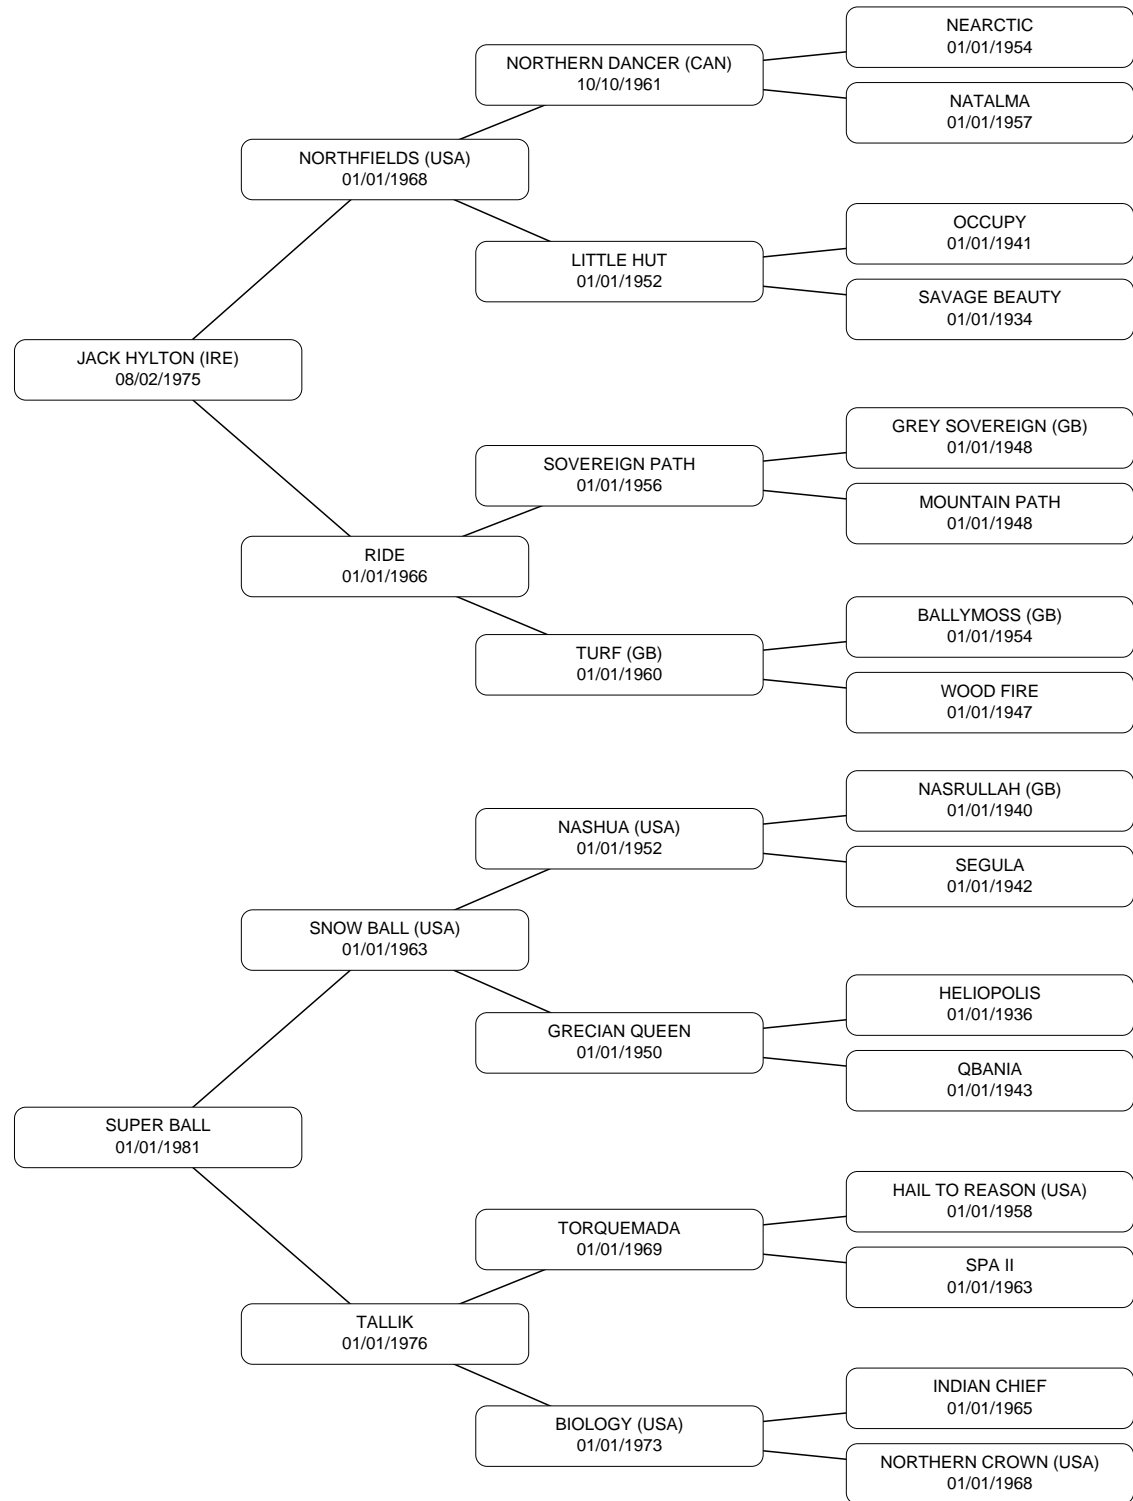 NEARCTIC
01/01/1954
NORTHERN DANCER (CAN)
10/10/1961
NATALMA
01/01/1957
NORTHFIELDS (USA)
01/01/1968
OCCUPY
01/01/1941
LITTLE HUT
01/01/1952
SAVAGE BEAUTY
01/01/1934
JACK HYLTON (IRE)
08/02/1975
GREY SOVEREIGN (GB)
01/01/1948
SOVEREIGN PATH
01/01/1956
MOUNTAIN PATH
01/01/1948
RIDE
01/01/1966
BALLYMOSS (GB)
01/01/1954
TURF (GB)
01/01/1960
WOOD FIRE
01/01/1947
NASRULLAH (GB)
01/01/1940
NASHUA (USA)
01/01/1952
SEGULA
01/01/1942
SNOW BALL (USA)
01/01/1963
HELIOPOLIS
01/01/1936
GRECIAN QUEEN
01/01/1950
QBANIA
01/01/1943
SUPER BALL
01/01/1981
HAIL TO REASON (USA)
01/01/1958
TORQUEMADA
01/01/1969
SPA II
01/01/1963
TALLIK
01/01/1976
INDIAN CHIEF
01/01/1965
BIOLOGY (USA)
01/01/1973
NORTHERN CROWN (USA)
01/01/1968